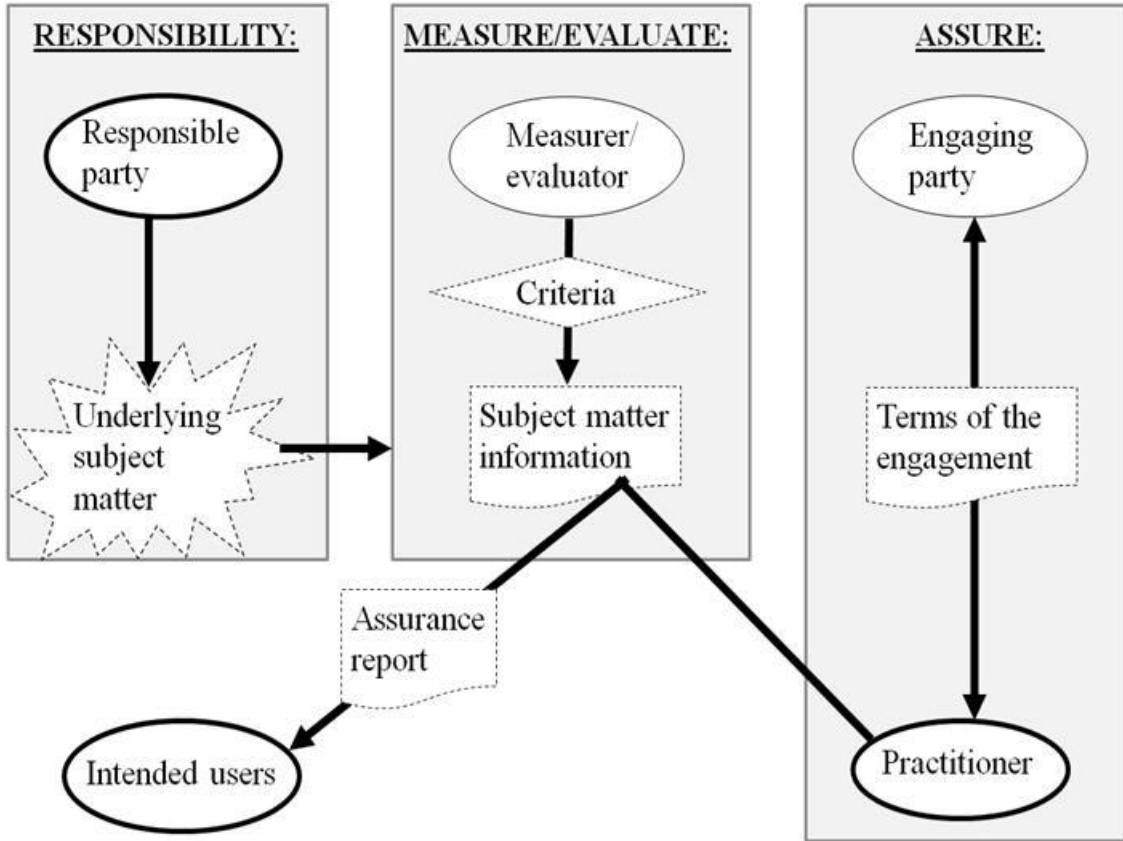 RESPONSIBILITY:
MEASURE/EVALUATE:
ASSURE:
Responsible
party
Measurer/
evaluator
Engaging
party
Criteria
Underlying
subject
matter
Subject matter
information
Terms of the
engagement
Assurance
report
Intended users
Practitioner